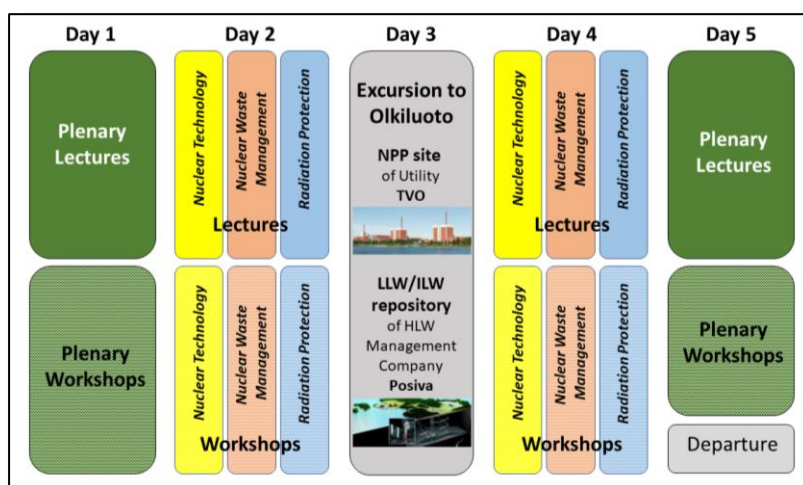 Day 1
Day 2
Day 3
Day 4
Day 5
Plenary
Lectures
Nuclear Technology
Nuclear Waste
Management
Radiation Protection
Lectures
Excursion to
Olkiluoto
NPP site
of Utility
TVO
Nuclear Technology
Nuclear Waste
Management
Radiation Protection
Lectures
Plenary
Lectures
Plenary
Workshops
Nuclear Technology
Nuclear Waste
Management
Radiation Protection
Workshops
LLW/ILW
repository
of HLW
Management
Company
Posiva
Nuclear Technology
Nuclear Waste
Management
Radiation Protection
Workshops
Plenary
Workshops
Departure